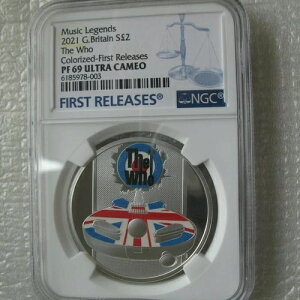 Music Legends
2021 G.Britain S£2
The Who
Colorized-First Releases
PF 69 ULTRA CAMEO
6185978-003
FIRST RELEASES®
NGC®
The
Who